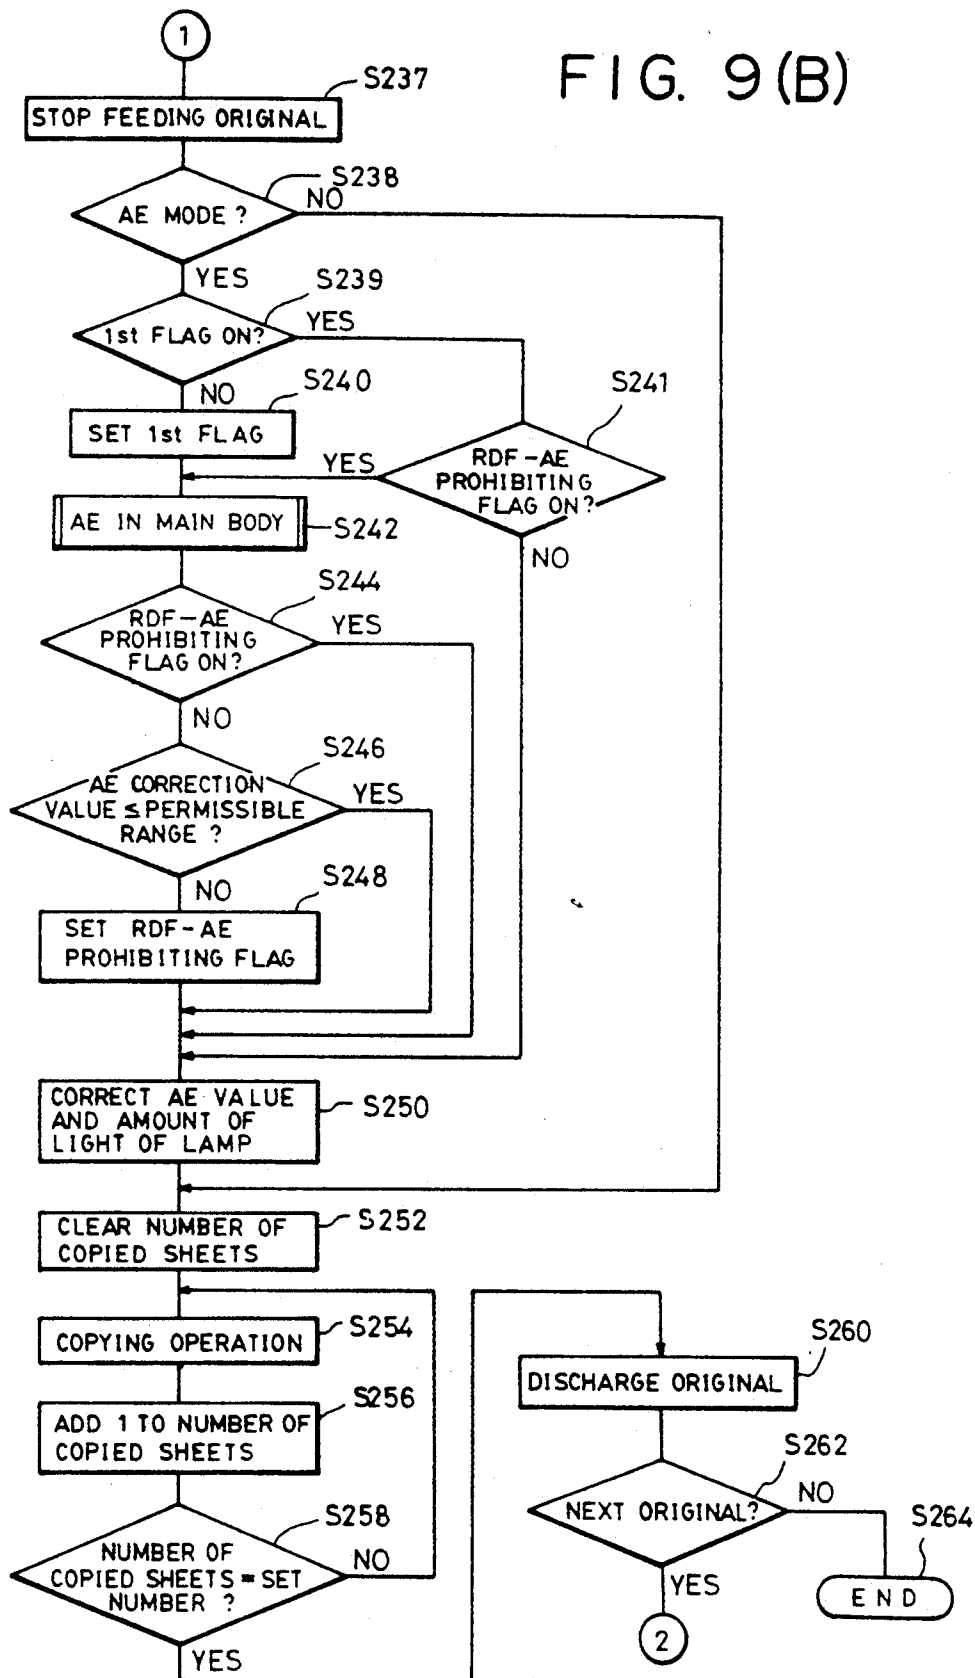 1
FIG. 9(B)
S237
STOP FEEDING ORIGINAL
S238
NO
AE MODE ?
YES
S239
YES
1st FLAG ON?
NO
S240
S241
SET 1st FLAG
YES
RDF-AE
PROHIBITING
FLAG ON?
AE IN MAIN BODY
S242
NO
S244
RDF-AE
PROHIBITING
FLAG ON?
YES
NO
S246
AE CORRECTION
VALUE ≤ PERMISSIBLE
RANGE ?
YES
NO
S248
SET RDF-AE
PROHIBITING FLAG
CORRECT AE VALUE
AND AMOUNT OF
LIGHT OF LAMP
S250
CLEAR NUMBER OF
COPIED SHEETS
S252
COPYING OPERATION
S254
ADD 1 TO NUMBER OF
COPIED SHEETS
S256
S258
NUMBER OF
COPIED SHEETS = SET
NUMBER ?
NO
YES
S260
DISCHARGE ORIGINAL
S262
NEXT ORIGINAL?
NO
S264
YES
END
2